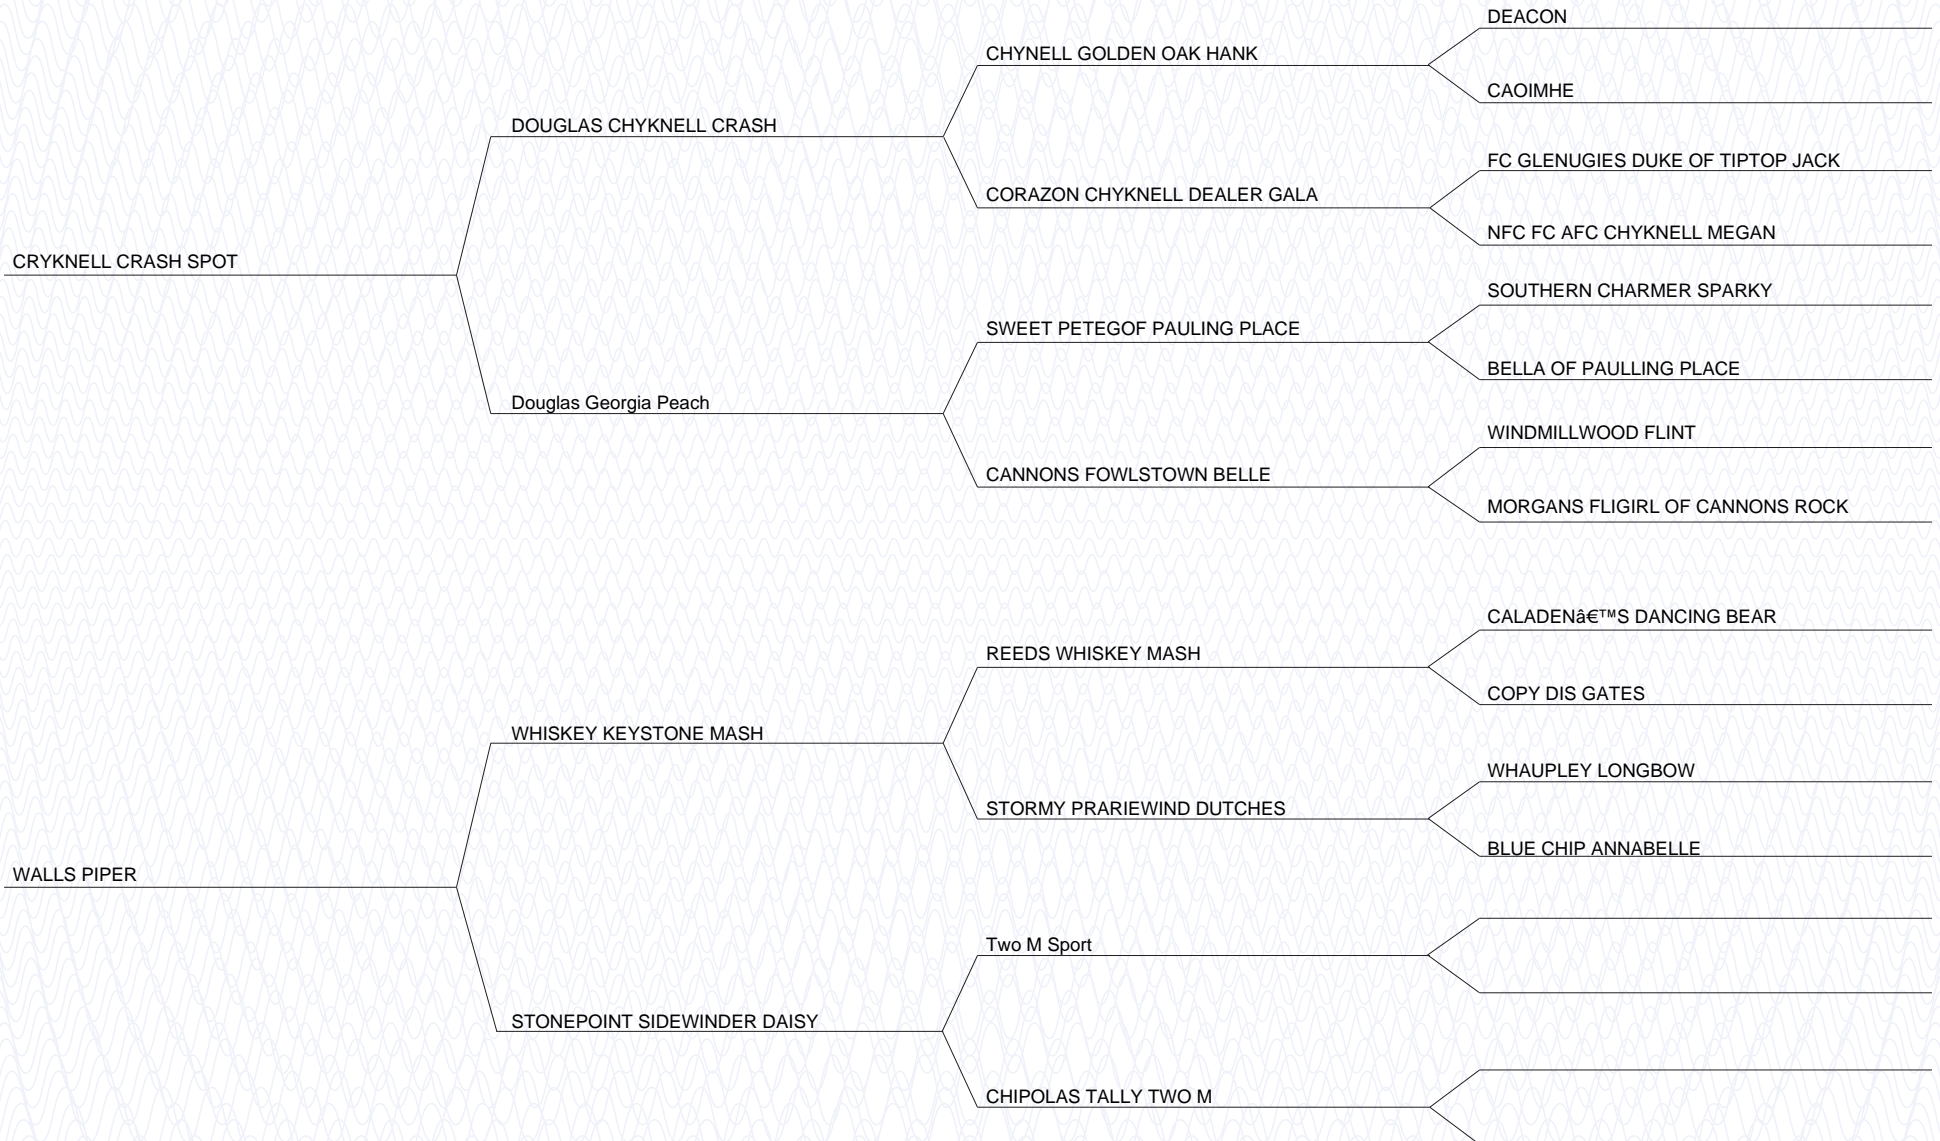 DEACON
CHYNELL GOLDEN OAK HANK
CAOIMHE
DOUGLAS CHYKNELL CRASH
FC GLENUGIES DUKE OF TIPTOP JACK
CORAZON CHYKNELL DEALER GALA
NFC FC AFC CHYKNELL MEGAN
CRYKNELL CRASH SPOT
SOUTHERN CHARMER SPARKY
SWEET PETEGOF PAULING PLACE
BELLA OF PAULLING PLACE
Douglas Georgia Peach
WINDMILLWOOD FLINT
CANNONS FOWLSTOWN BELLE
MORGANS FLIGIRL OF CANNONS ROCK
CALADENâ€™S DANCING BEAR
REEDS WHISKEY MASH
COPY DIS GATES
WHISKEY KEYSTONE MASH
WHAUPLEY LONGBOW
STORMY PRARIEWIND DUTCHES
BLUE CHIP ANNABELLE
WALLS PIPER
Two M Sport
STONEPOINT SIDEWINDER DAISY
CHIPOLAS TALLY TWO M